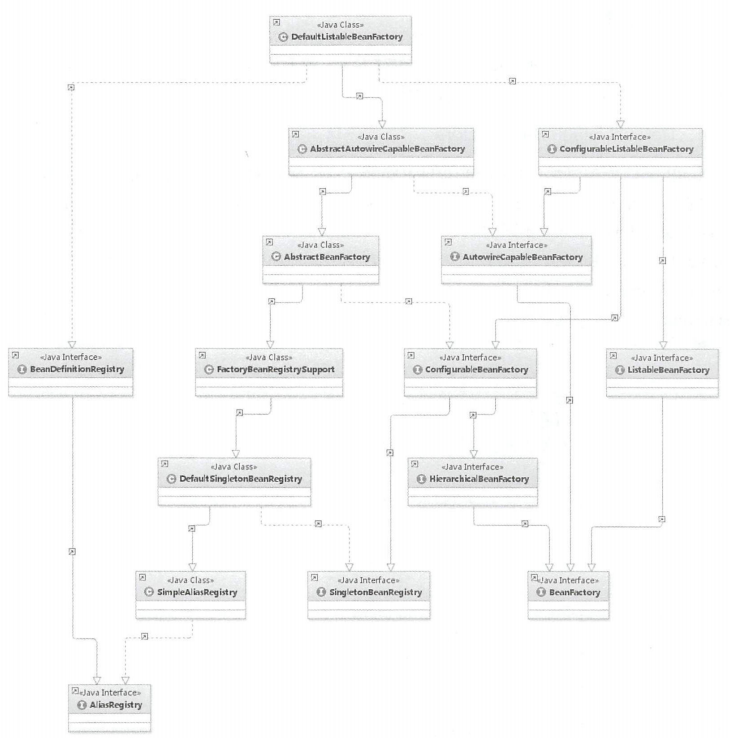 «Java Class»
DefaultListableBeanFactory
«Java Class»
AbstractAutowireCapableBeanFactory
«Java Interface»
ConfigurableListableBeanFactory
«Java Class»
AbstractBeanFactory
«Java Interface»
AutowireCapableBeanFactory
«Java Interface»
BeanDefinitionRegistry
«Java Class»
FactoryBeanRegistrySupport
«Java Interface»
ConfigurableBeanFactory
«Java Interface»
ListableBeanFactory
«Java Class»
DefaultSingletonBeanRegistry
«Java Interface»
HierarchicalBeanFactory
«Java Class»
SimpleAliasRegistry
«Java Interface»
SingletonBeanRegistry
«Java Interface»
BeanFactory
«Java Interface»
AliasRegistry